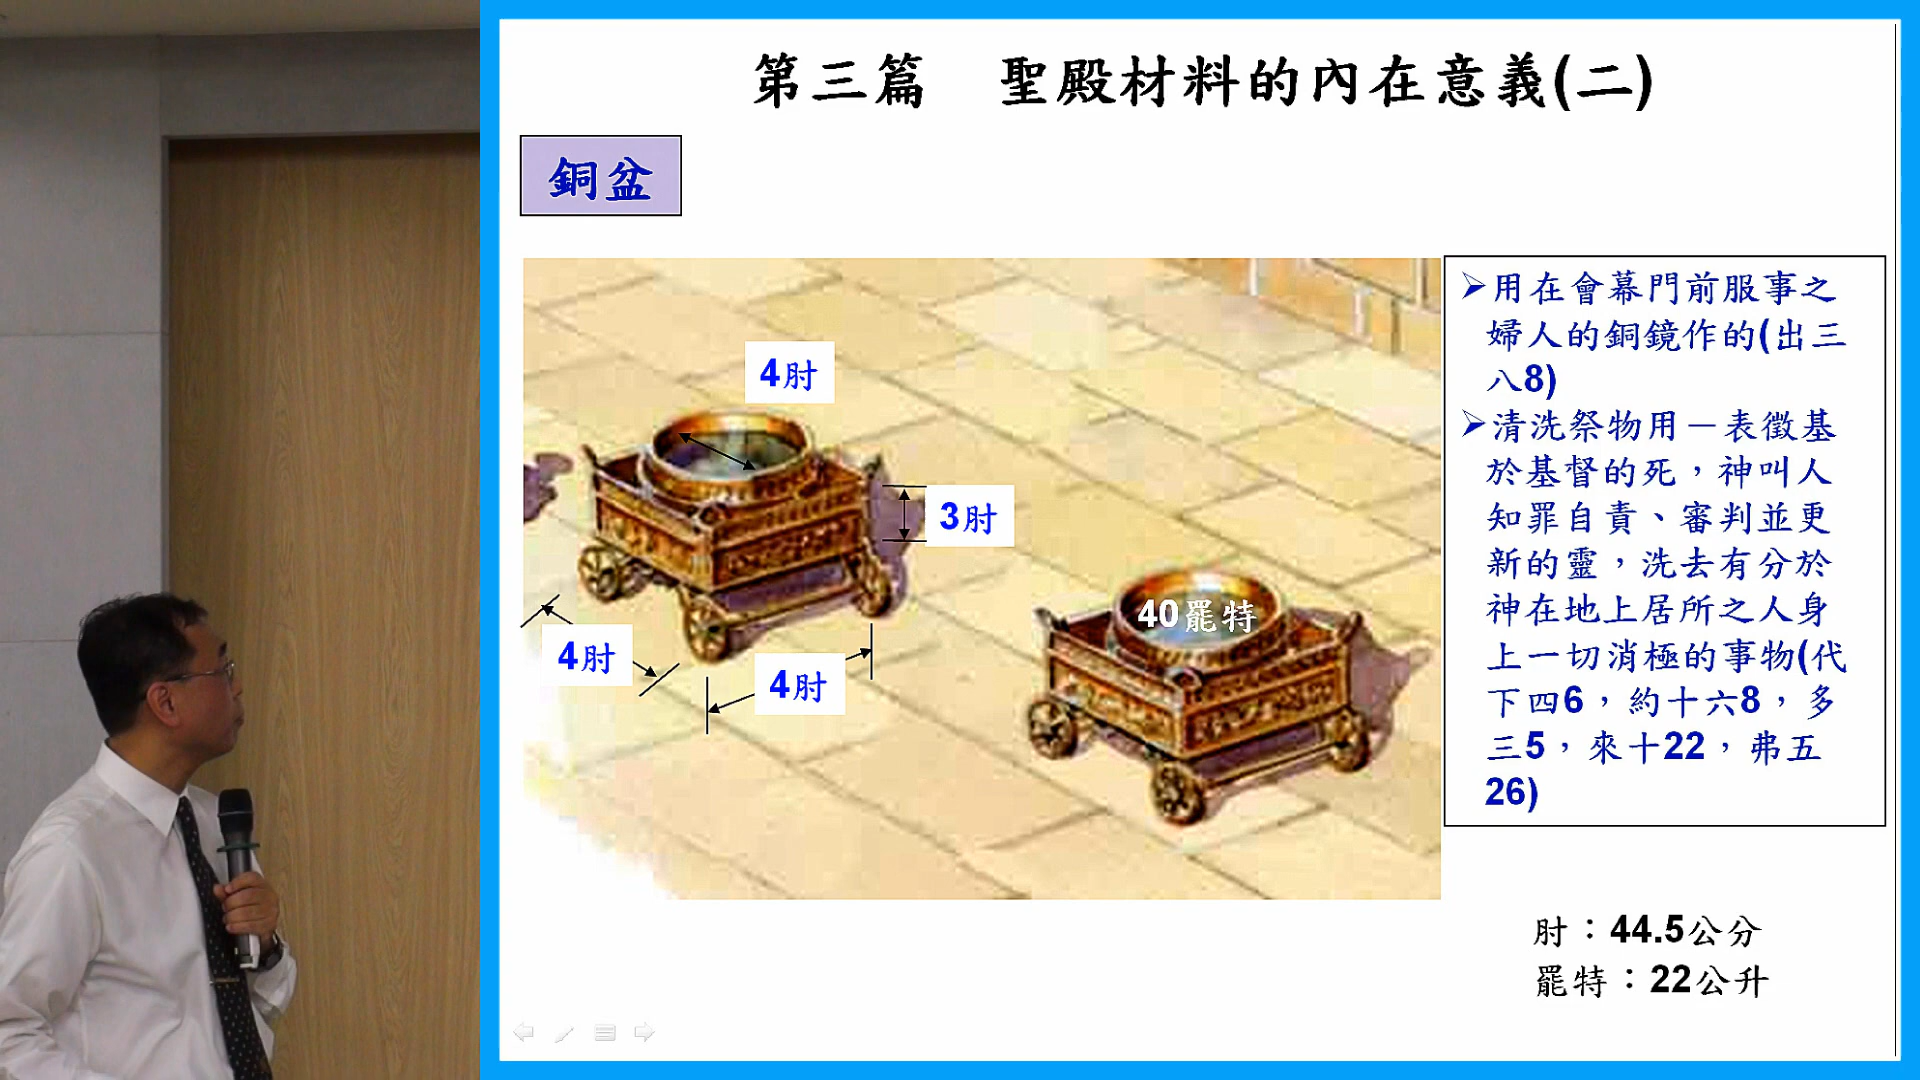 第三篇　聖殿材料的內在意義(二)
銅盆
4肘
3肘
40罷特
4肘
4肘
➢用在會幕門前服事之
婦人的銅鏡作的(出三
八8)
➢清洗祭物用－表徵基
於基督的死，神叫人
知罪自責、審判並更
新的靈，洗去有分於
神在地上居所之人身
上一切消極的事物(代
下四6，約十六8，多
三5，來十22，弗五
26)
肘：44.5公分
罷特：22公升